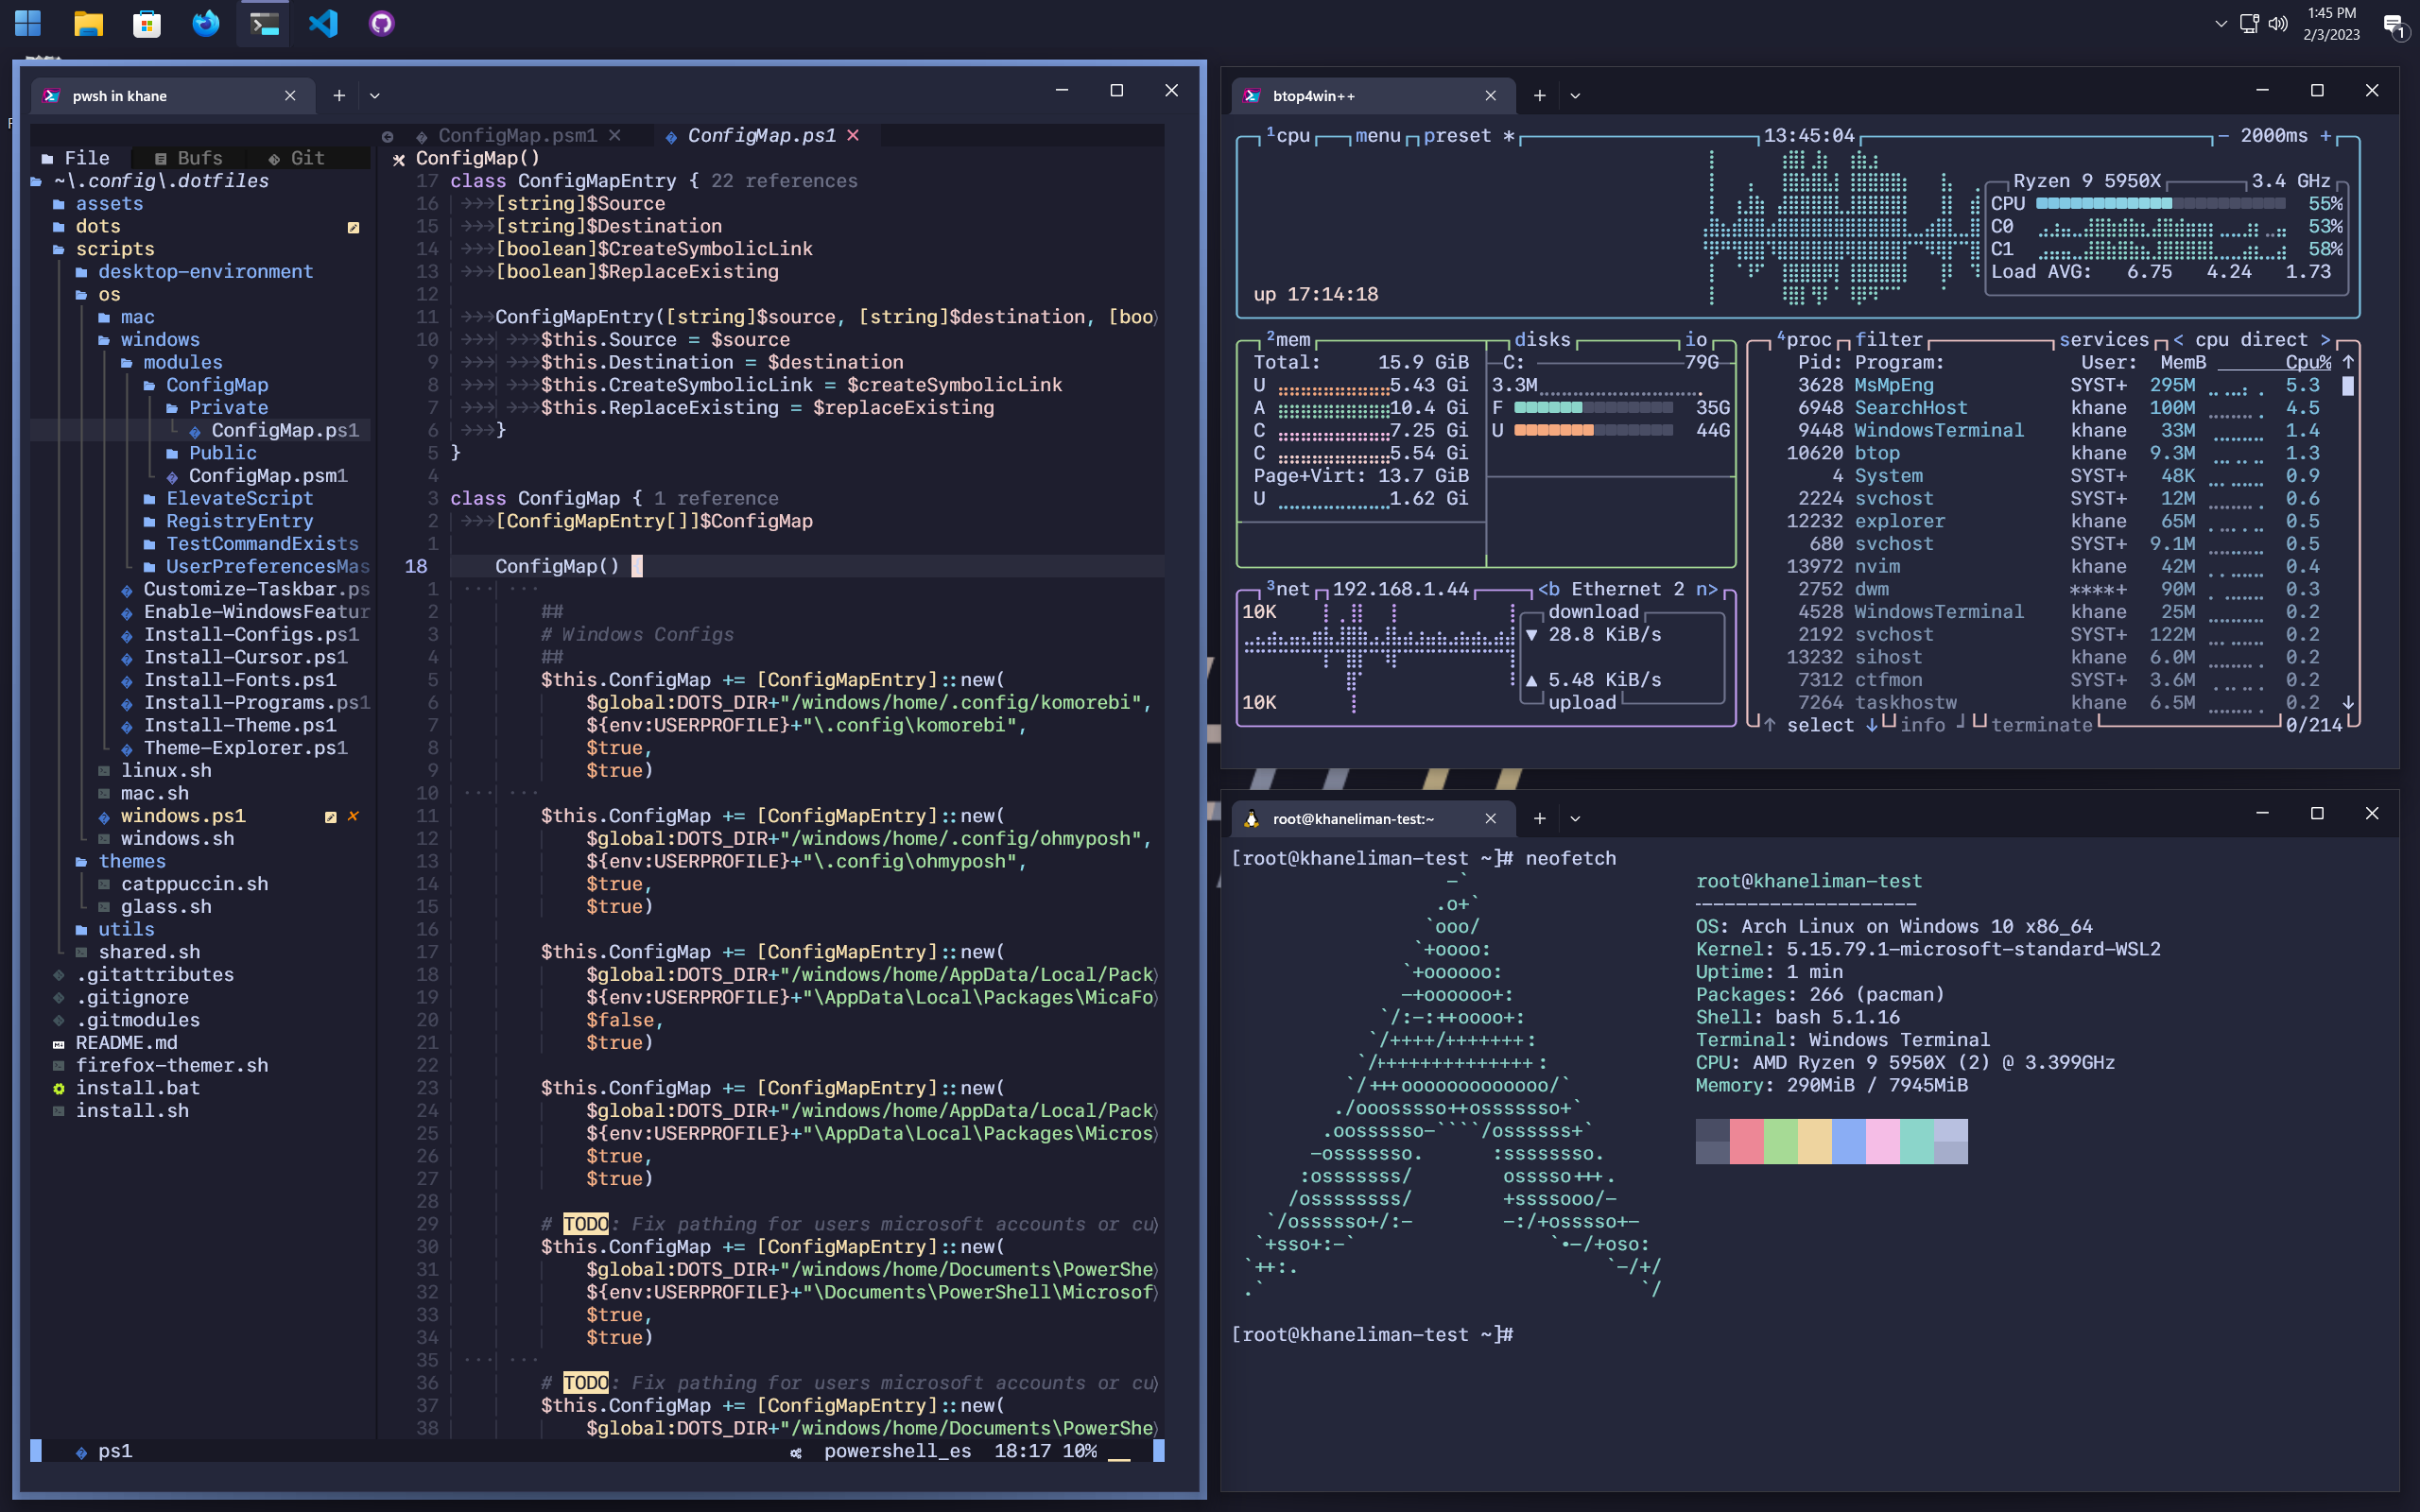 1:45 PM
2/3/2023
1
pwsh in khane
ConfigMap.psm1
ConfigMap.ps1
File Bufs Git
~\.config\.dotfiles
assets
dots
scripts
desktop-environment
os
mac
windows
modules
ConfigMap
Private
ConfigMap.ps1
Public
ConfigMap.psm1
ElevateScript
RegistryEntry
TestCommandExists
UserPreferencesMas
Customize-Taskbar.ps
Enable-WindowsFeatur
Install-Configs.ps1
Install-Cursor.ps1
Install-Fonts.ps1
Install-Programs.ps1
Install-Theme.ps1
Theme-Explorer.ps1
linux.sh
mac.sh
windows.ps1
windows.sh
themes
catppuccin.sh
glass.sh
utils
shared.sh
.gitattributes
.gitignore
.gitmodules
README.md
firefox-themer.sh
install.bat
install.sh
ConfigMap()
17 class ConfigMapEntry { 22 references
16 [string]$Source
15 [string]$Destination
14 [boolean]$CreateSymbolicLink
13 [boolean]$ReplaceExisting
12
11 ConfigMapEntry([string]$source, [string]$destination, [boo
10 $this.Source = $source
9 $this.Destination = $destination
8 $this.CreateSymbolicLink = $createSymbolicLink
7 $this.ReplaceExisting = $replaceExisting
6 }
5 }
4
3 class ConfigMap { 1 reference
2 [ConfigMapEntry[]]$ConfigMap
1
18 ConfigMap()
1
2 ##
3 # Windows Configs
4 ##
5 $this.ConfigMap += [ConfigMapEntry]::new(
6 $global:DOTS_DIR+"/windows/home/.config/komorebi",
7 ${env:USERPROFILE}+"\.config\komorebi",
8 $true,
9 $true)
10
11 $this.ConfigMap += [ConfigMapEntry]::new(
12 $global:DOTS_DIR+"/windows/home/.config/ohmyposh",
13 ${env:USERPROFILE}+"\.config\ohmyposh",
14 $true,
15 $true)
16
17 $this.ConfigMap += [ConfigMapEntry]::new(
18 $global:DOTS_DIR+"/windows/home/AppData/Local/Pack
19 ${env:USERPROFILE}+"\AppData\Local\Packages\MicaFo
20 $false,
21 $true)
22
23 $this.ConfigMap += [ConfigMapEntry]::new(
24 $global:DOTS_DIR+"/windows/home/AppData/Local/Pack
25 ${env:USERPROFILE}+"\AppData\Local\Packages\Micros
26 $true,
27 $true)
28
29 # TODO: Fix pathing for users microsoft accounts or cu
30 $this.ConfigMap += [ConfigMapEntry]::new(
31 $global:DOTS_DIR+"/windows/home/Documents\PowerShe
32 ${env:USERPROFILE}+"\Documents\PowerShell\Microsof
33 $true,
34 $true)
35
36 # TODO: Fix pathing for users microsoft accounts or cu
37 $this.ConfigMap += [ConfigMapEntry]::new(
38 $global:DOTS_DIR+"/windows/home/Documents\PowerShe
ps1 powershell_es 18:17 10%
btop4win++
1cpu menu preset * 13:45:04 - 2000ms +
Ryzen 9 5950X 3.4 GHz
CPU 55%
C0 53%
C1 58%
Load AVG: 6.75 4.24 1.73
up 17:14:18
2mem disks io
Total: 15.9 GiB C: 79G
U 5.43 Gi 3.3M
A 10.4 Gi F 35G
C 7.25 Gi U 44G
C 5.54 Gi
Page+Virt: 13.7 GiB
U 1.62 Gi
3net 192.168.1.44 <b Ethernet 2 n>
10K download
▼ 28.8 KiB/s
▲ 5.48 KiB/s
10K upload
4proc filter services < cpu direct >
Pid: Program: User: MemB Cpu% ↑
3628 MsMpEng SYST+ 295M 5.3
6948 SearchHost khane 100M 4.5
9448 WindowsTerminal khane 33M 1.4
10620 btop khane 9.3M 1.3
4 System SYST+ 48K 0.9
2224 svchost SYST+ 12M 0.6
12232 explorer khane 65M 0.5
680 svchost SYST+ 9.1M 0.5
13972 nvim khane 42M 0.4
2752 dwm ****+ 90M 0.3
4528 WindowsTerminal khane 25M 0.2
2192 svchost SYST+ 122M 0.2
13232 sihost khane 6.0M 0.2
7312 ctfmon SYST+ 3.6M 0.2
7264 taskhostw khane 6.5M 0.2 ↓
↑ select ↓ info ┘ terminate 0/214
root@khaneliman-test:~
[root@khaneliman-test ~]# neofetch
-`
.o+`
`ooo/
`+oooo:
`+oooooo:
-+oooooo+:
`/:-:++oooo+:
`/++++/+++++++:
`/++++++++++++++:
`/+++ooooooooooooo/`
./ooosssso++osssssso+`
.oossssso-````/ossssss+`
-osssssso. :ssssssso.
:osssssss/ osssso+++.
/ossssssss/ +ssssooo/-
`/ossssso+/:- -:/+osssso+-
`+sso+:-` `.-/+oso:
`++:. `-/+/
.` `/
root@khaneliman-test
--------------------
OS: Arch Linux on Windows 10 x86_64
Kernel: 5.15.79.1-microsoft-standard-WSL2
Uptime: 1 min
Packages: 266 (pacman)
Shell: bash 5.1.16
Terminal: Windows Terminal
CPU: AMD Ryzen 9 5950X (2) @ 3.399GHz
Memory: 290MiB / 7945MiB
[root@khaneliman-test ~]#